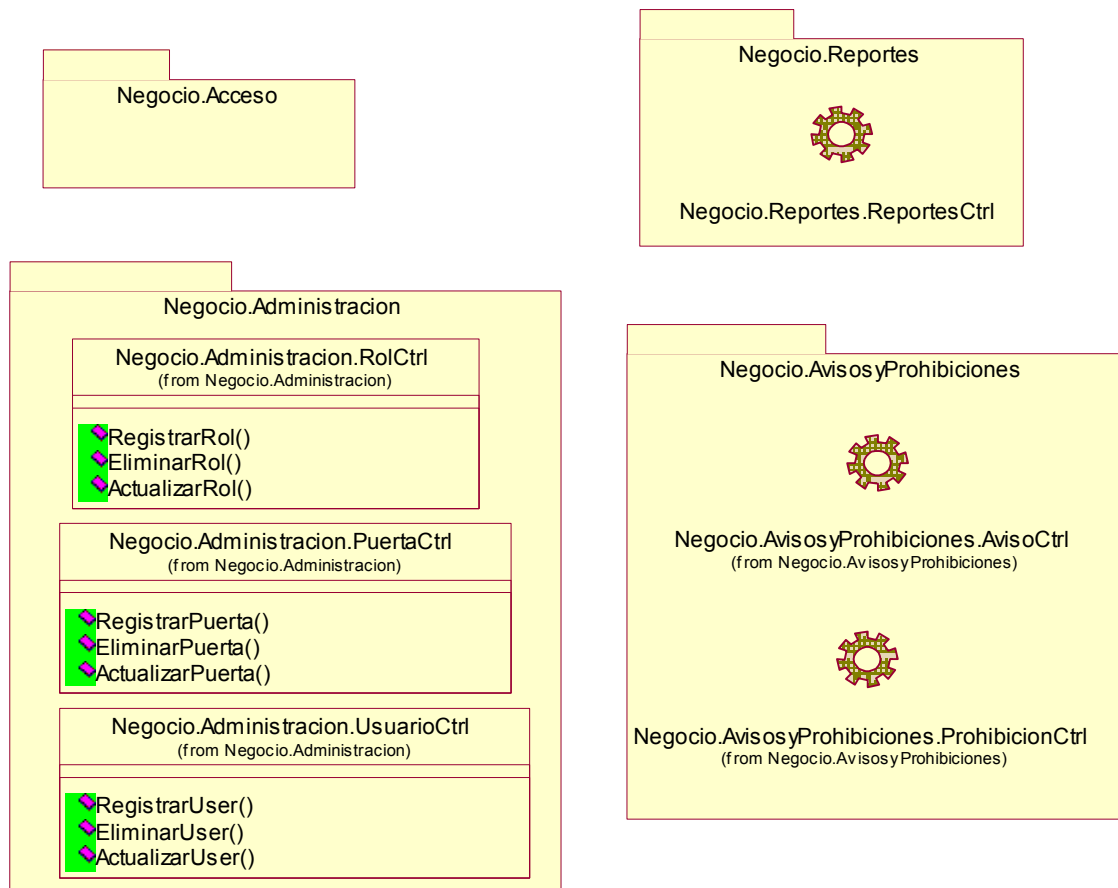 Negocio.Acceso
Negocio.Reportes
Negocio.Reportes.ReportesCtrl
Negocio.Administracion
Negocio.Administracion.RolCtrl
(from Negocio.Administracion)
RegistrarRol()
EliminarRol()
ActualizarRol()
Negocio.Administracion.PuertaCtrl
(from Negocio.Administracion)
RegistrarPuerta()
EliminarPuerta()
ActualizarPuerta()
Negocio.Administracion.UsuarioCtrl
(from Negocio.Administracion)
RegistrarUser()
EliminarUser()
ActualizarUser()
Negocio.AvisosyProhibiciones
Negocio.AvisosyProhibiciones.AvisoCtrl
(from Negocio.AvisosyProhibiciones)
Negocio.AvisosyProhibiciones.ProhibicionCtrl
(from Negocio.AvisosyProhibiciones)